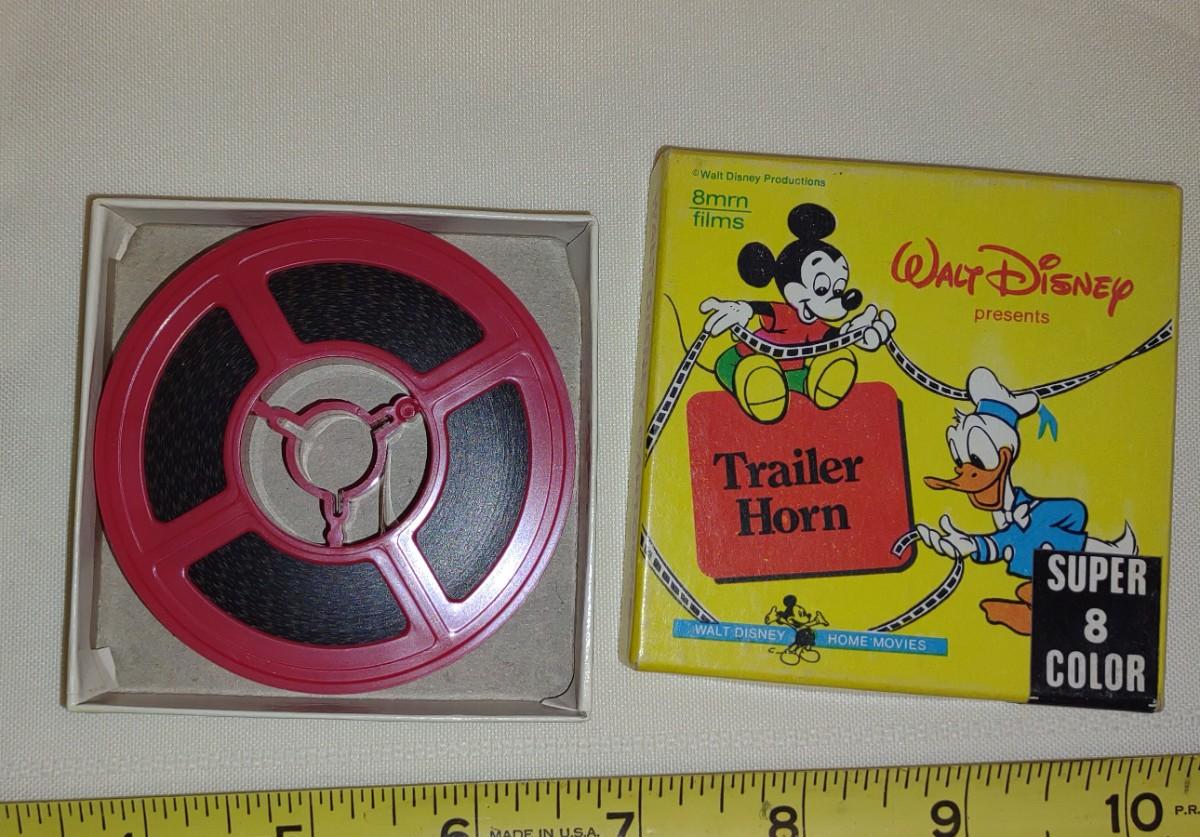 ©Walt Disney Productions
8mm
films
Walt Disney
presents
Trailer
Horn
SUPER
8
COLOR
WALT DISNEY HOME MOVIES
5 6 MADE IN U.S.A. 7 8 9 10 P.R.